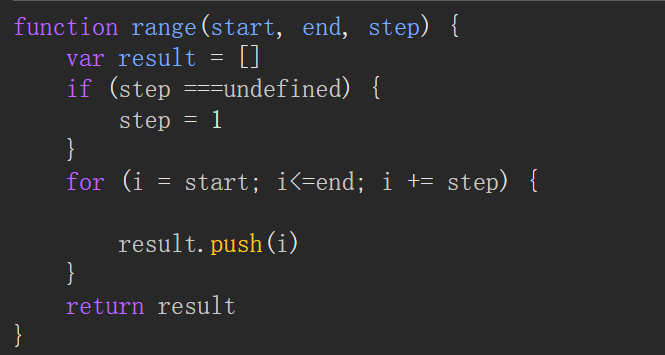 function range(start, end, step) {
    var result = []
    if (step ===undefined) {
        step = 1
    }
    for (i = start; i<=end; i += step) {
        result.push(i)
    }
    return result
}